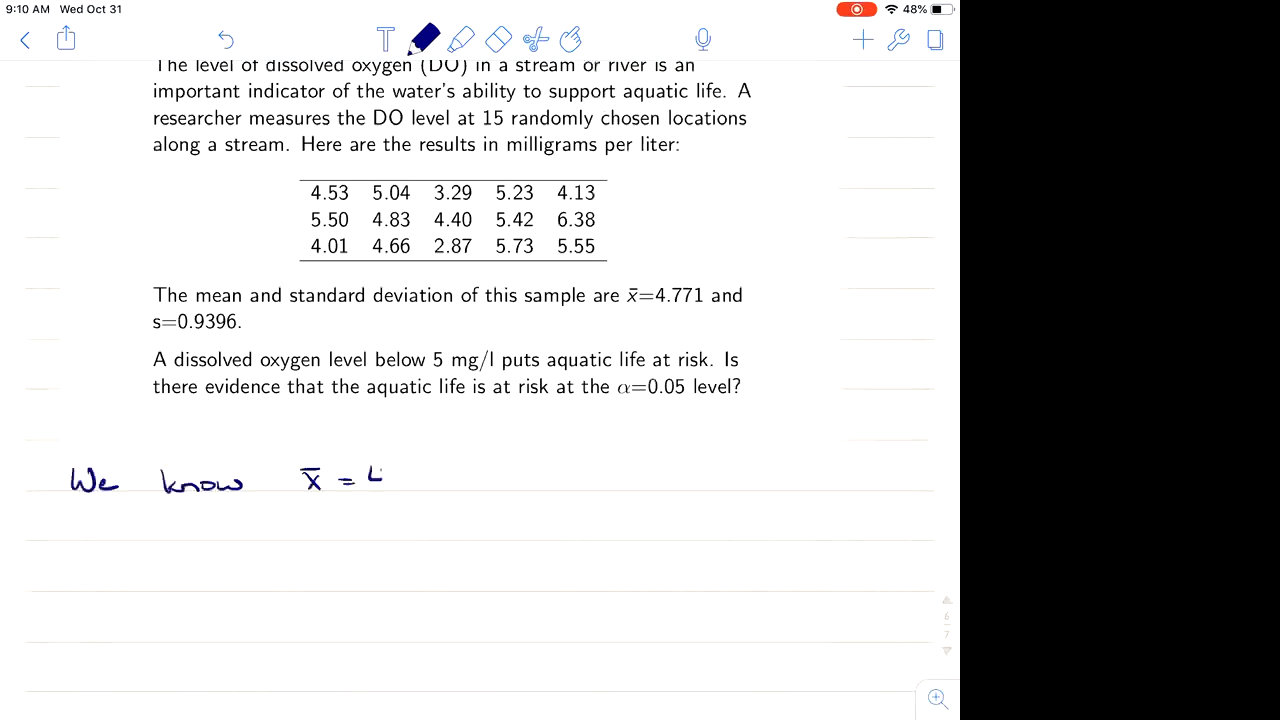 9:10 AM Wed Oct 31 48%
T
The level of dissolved oxygen (DO) in a stream or river is an
important indicator of the water's ability to support aquatic life. A
researcher measures the DO level at 15 randomly chosen locations
along a stream. Here are the results in milligrams per liter:
4.53 5.04 3.29 5.23 4.13
5.50 4.83 4.40 5.42 6.38
4.01 4.66 2.87 5.73 5.55
The mean and standard deviation of this sample are x̄=4.771 and
s=0.9396.
A dissolved oxygen level below 5 mg/l puts aquatic life at risk. Is
there evidence that the aquatic life is at risk at the α=0.05 level?
We know x̄ =
6
7